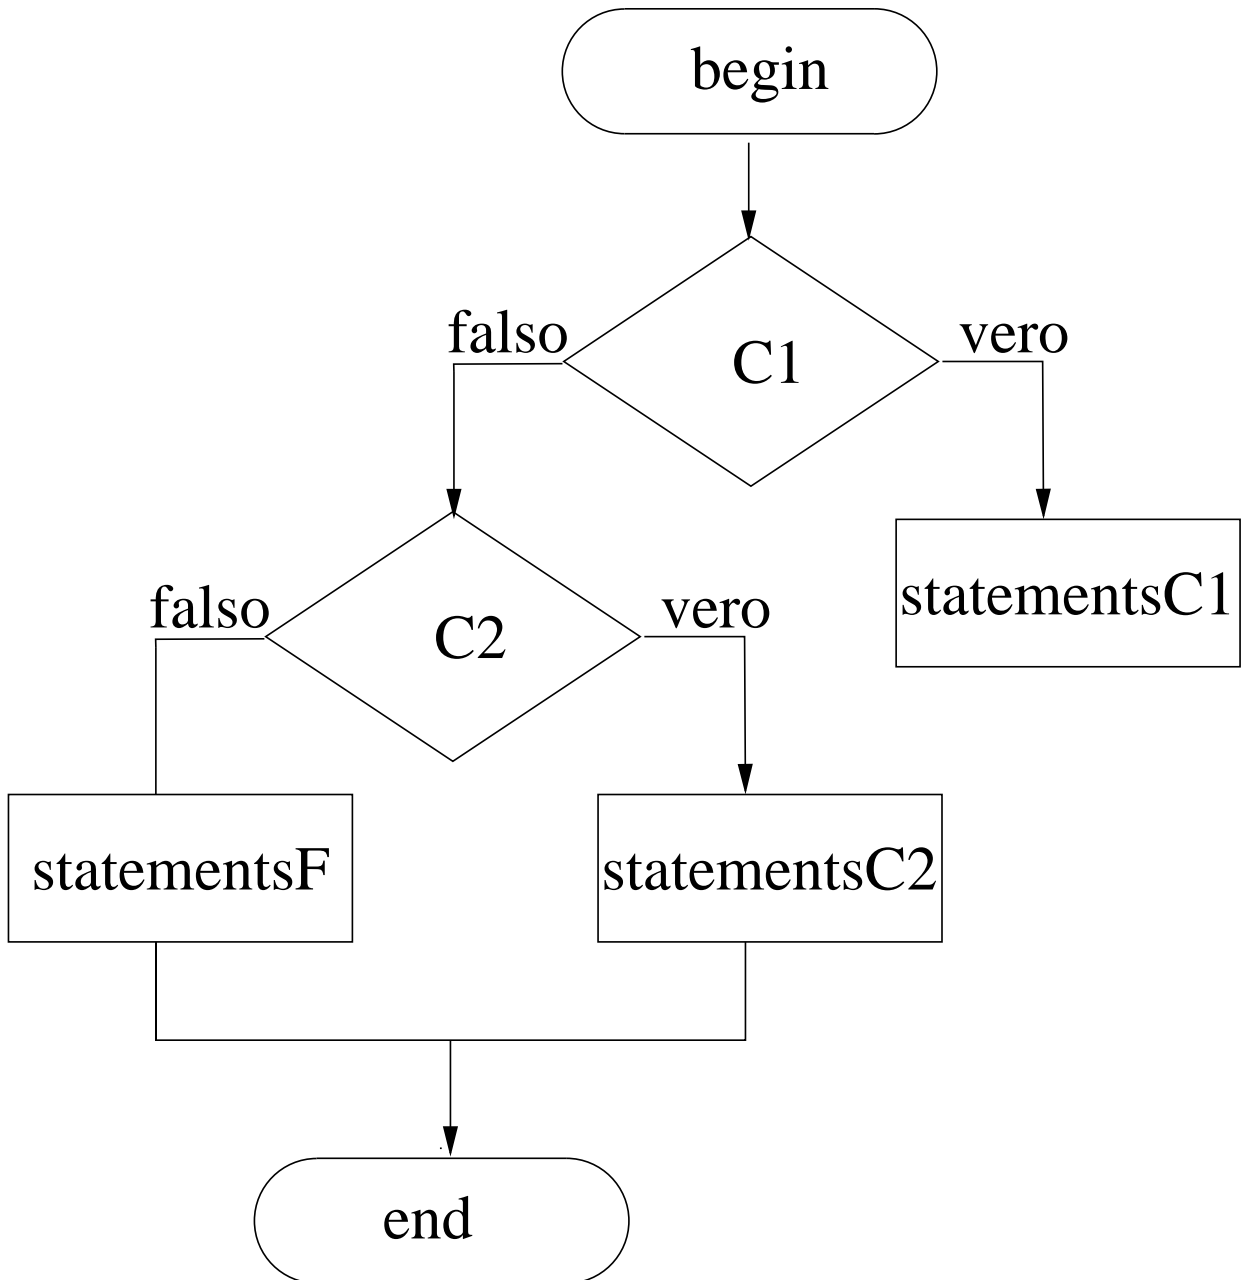 begin
falso
vero
C1
falso
vero
C2
statementsC1
statementsF
statementsC2
end